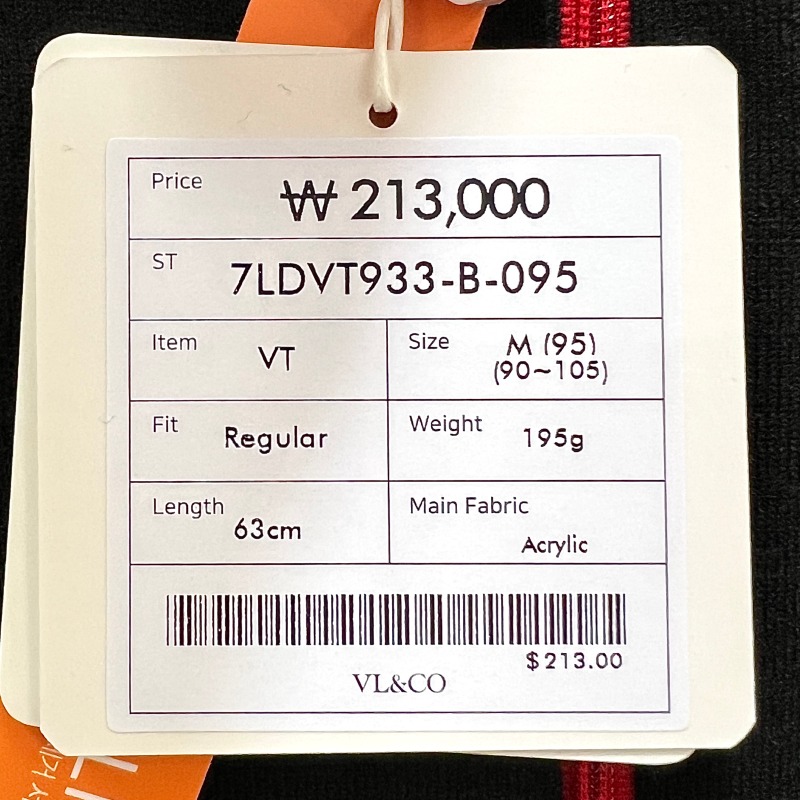 Price
₩ 213,000
ST
7LDVT933-B-095
Item
VT
Size
M (95)
(90~105)
Fit
Regular
Weight
195g
Length
63cm
Main Fabric
Acrylic
$213.00
VL&CO